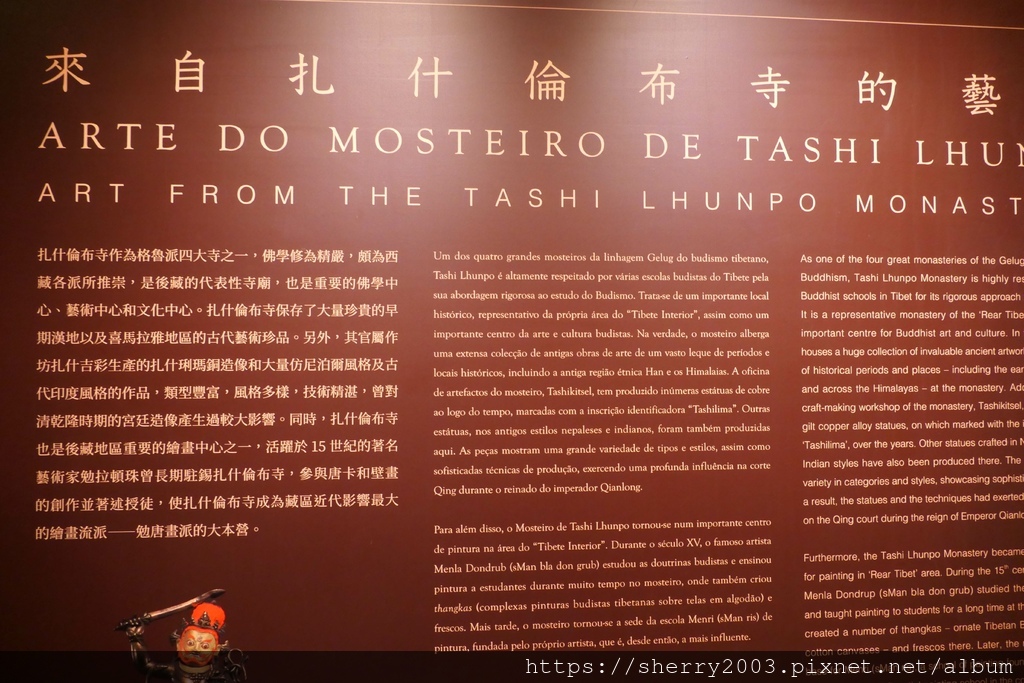 來自扎什倫布寺的藝
ARTE DO MOSTEIRO DE TASHI LHUN
ART FROM THE TASHI LHUNPO MONAST
扎什倫布寺作為格魯派四大寺之一，佛學修為精嚴，頗為西
藏各派所推崇，是後藏的代表性寺廟，也是重要的佛學中
心、藝術中心和文化中心。扎什倫布寺保存了大量珍貴的早
期漢地以及喜馬拉雅地區的古代藝術珍品。另外，其官屬作
坊扎什吉彩生產的扎什琍瑪銅造像和大量仿尼泊爾風格及古
代印度風格的作品，類型豐富，風格多樣，技術精湛，曾對
清乾隆時期的宮廷造像產生過較大影響。同時，扎什倫布寺
也是後藏地區重要的繪畫中心之一，活躍於 15 世紀的著名
藝術家勉拉頓珠曾長期駐錫扎什倫布寺，參與唐卡和壁畫
的創作並著述授徒，使扎什倫布寺成為藏區近代影響最大
的繪畫流派——勉唐畫派的大本營。
Um dos quatro grandes mosteiros da linhagem Gelug do budismo tibetano,
Tashi Lhunpo é altamente respeitado por várias escolas budistas do Tibete pela
sua abordagem rigorosa ao estudo do Budismo. Trata-se de um importante local
histórico, representativo da própria área do “Tibete Interior”, assim como um
importante centro da arte e cultura budistas. Na verdade, o mosteiro alberga
uma extensa colecção de antigas obras de arte de um vasto leque de períodos e
locais históricos, incluindo a antiga região étnica Han e os Himalaias. A oficina
de artefactos do mosteiro, Tashikitsel, tem produzido inúmeras estátuas de cobre
ao logo do tempo, marcadas com a inscrição identificadora “Tashilima”. Outras
estátuas, nos antigos estilos nepaleses e indianos, foram também produzidas
aqui. As peças mostram uma grande variedade de tipos e estilos, assim como
sofisticadas técnicas de produção, exercendo uma profunda influência na corte
Qing durante o reinado do imperador Qianlong.
Para além disso, o Mosteiro de Tashi Lhunpo tornou-se num importante centro
de pintura na área do “Tibete Interior”. Durante o século XV, o famoso artista
Menla Dondrub (sMan bla don grub) estudou as doutrinas budistas e ensinou
pintura a estudantes durante muito tempo no mosteiro, onde também criou
thangkas (complexas pinturas budistas tibetanas sobre telas em algodão) e
frescos. Mais tarde, o mosteiro tornou-se a sede da escola Menri (sMan ris) de
pintura, fundada pelo próprio artista, que é, desde então, a mais influente.
As one of the four great monasteries of the Gelug
Buddhism, Tashi Lhunpo Monastery is highly res
Buddhist schools in Tibet for its rigorous approach
It is a representative monastery of the ‘Rear Tibe
important centre for Buddhist art and culture. In
houses a huge collection of invaluable ancient artwor
of historical periods and places – including the ear
and across the Himalayas – at the monastery. Add
craft-making workshop of the monastery, Tashikitsel,
gilt copper alloy statues, on which marked with the i
‘Tashilima’, over the years. Other statues crafted in N
Indian styles have also been produced there. The
variety in categories and styles, showcasing sophisti
a result, the statues and the techniques had exerted
on the Qing court during the reign of Emperor Qianlo
Furthermore, the Tashi Lhunpo Monastery became
for painting in ‘Rear Tibet’ area. During the 15th cen
Menla Dondrup (sMan bla don grub) studied the
and taught painting to students for a long time at th
created a number of thangkas – ornate Tibetan B
cotton canvases – and frescos there. Later, the
https://sherry2003.pixnet.net/album